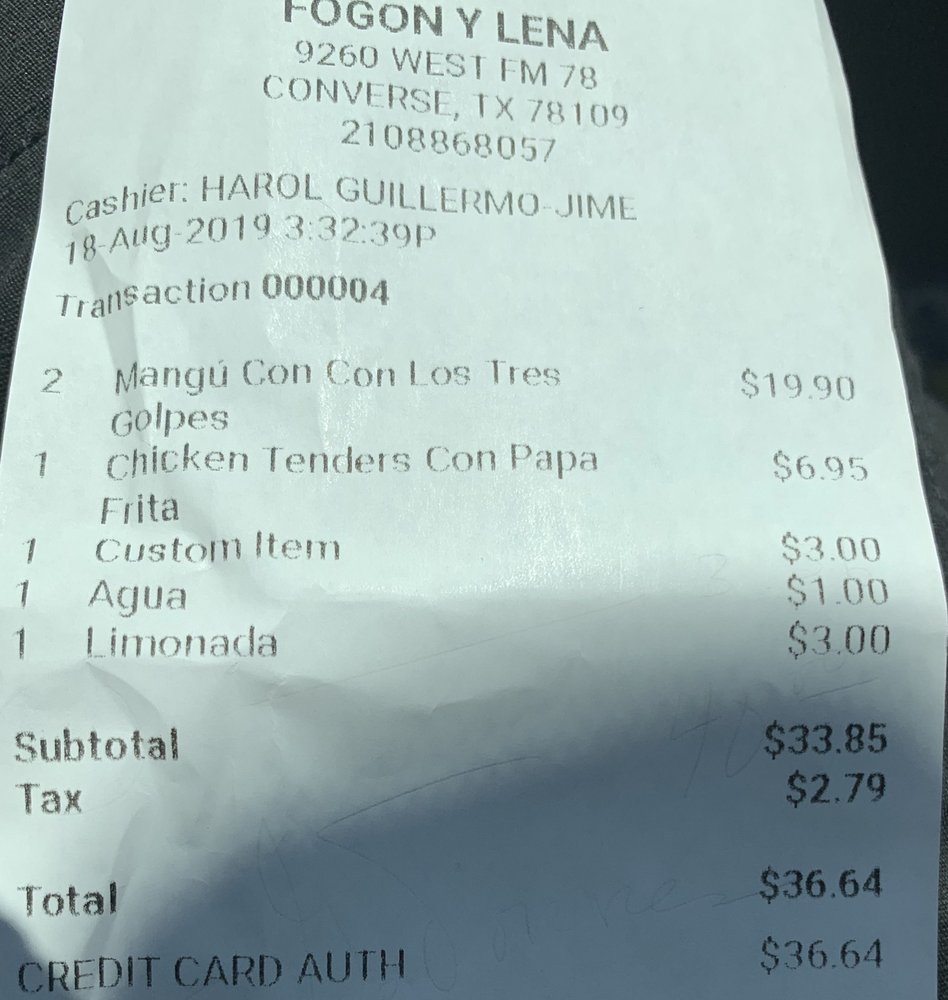 FOGON Y LENA
9260 WEST FM 78
CONVERSE, TX 78109
2108868057
Cashier: HAROL GUILLERMO-JIME
18-Aug-2019 3:32:39P
Transaction 000004
2 Mangú Con Con Los Tres $19.90
Golpes
1 Chicken Tenders Con Papa $6.95
Frita
1 Custom Item $3.00
1 Agua $1.00
1 Limonada $3.00
Subtotal $33.85
Tax $2.79
Total $36.64
CREDIT CARD AUTH $36.64